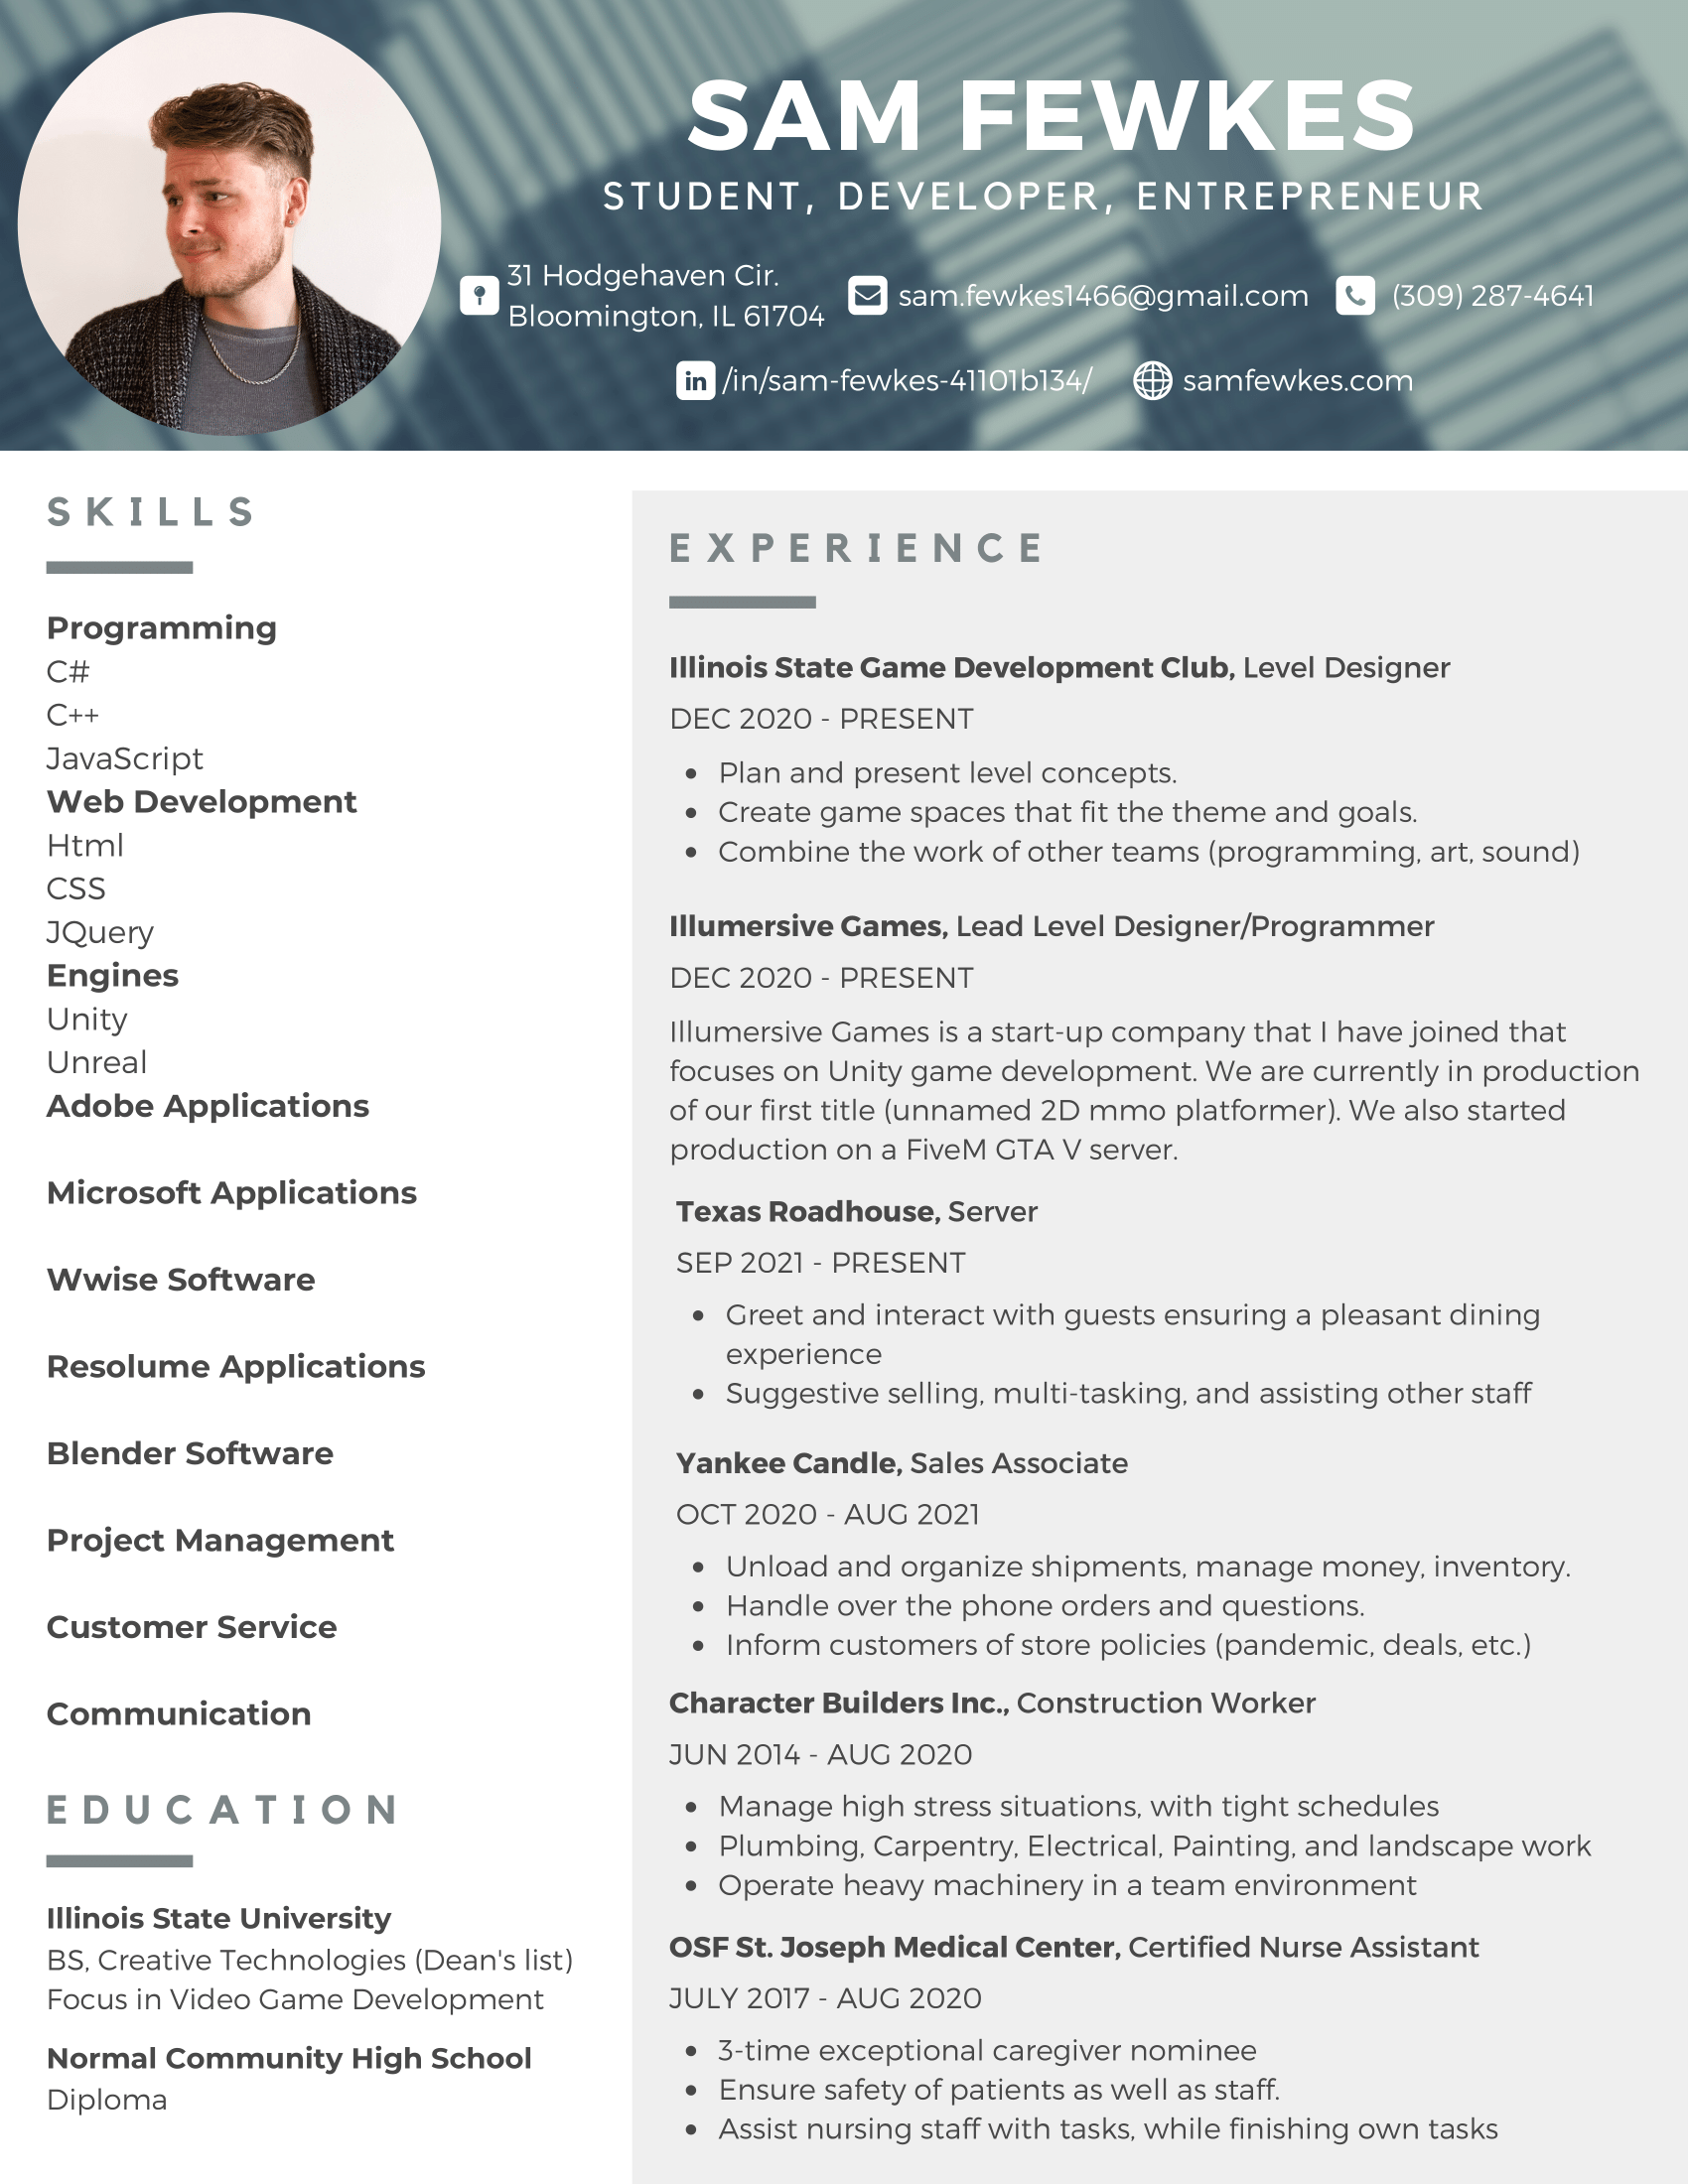 SAM FEWKES
STUDENT, DEVELOPER, ENTREPRENEUR
31 Hodgehaven Cir.
Bloomington, IL 61704
sam.fewkes1466@gmail.com
(309) 287-4641
in /in/sam-fewkes-41101b134/
samfewkes.com
SKILLS
Programming
C#
C++
JavaScript
Web Development
Html
CSS
JQuery
Engines
Unity
Unreal
Adobe Applications
Microsoft Applications
Wwise Software
Resolume Applications
Blender Software
Project Management
Customer Service
Communication
EDUCATION
Illinois State University
BS, Creative Technologies (Dean's list)
Focus in Video Game Development
Normal Community High School
Diploma
EXPERIENCE
Illinois State Game Development Club, Level Designer
DEC 2020 - PRESENT
• Plan and present level concepts.
• Create game spaces that fit the theme and goals.
• Combine the work of other teams (programming, art, sound)
Illumersive Games, Lead Level Designer/Programmer
DEC 2020 - PRESENT
Illumersive Games is a start-up company that I have joined that
focuses on Unity game development. We are currently in production
of our first title (unnamed 2D mmo platformer). We also started
production on a FiveM GTA V server.
Texas Roadhouse, Server
SEP 2021 - PRESENT
• Greet and interact with guests ensuring a pleasant dining
experience
• Suggestive selling, multi-tasking, and assisting other staff
Yankee Candle, Sales Associate
OCT 2020 - AUG 2021
• Unload and organize shipments, manage money, inventory.
• Handle over the phone orders and questions.
• Inform customers of store policies (pandemic, deals, etc.)
Character Builders Inc., Construction Worker
JUN 2014 - AUG 2020
• Manage high stress situations, with tight schedules
• Plumbing, Carpentry, Electrical, Painting, and landscape work
• Operate heavy machinery in a team environment
OSF St. Joseph Medical Center, Certified Nurse Assistant
JULY 2017 - AUG 2020
• 3-time exceptional caregiver nominee
• Ensure safety of patients as well as staff.
• Assist nursing staff with tasks, while finishing own tasks